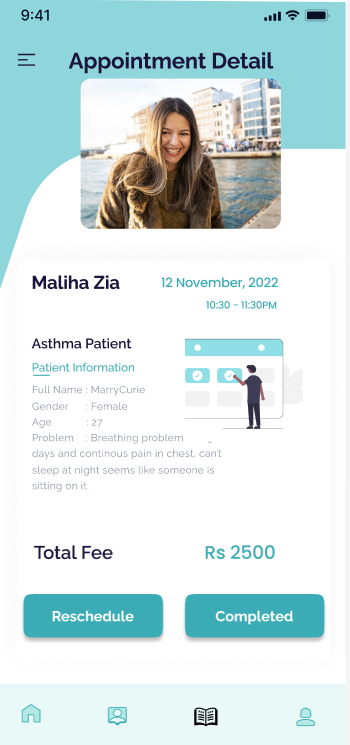 9:41
Appointment Detail
Maliha Zia
12 November, 2022
10:30 - 11:30PM
Asthma Patient
Patient Information
Full Name : MarryCurie
Gender : Female
Age : 27
Problem : Breathing problem
days and continous pain in chest, can't
sleep at night seems like someone is
sitting on it.
Total Fee
Rs 2500
Reschedule
Completed